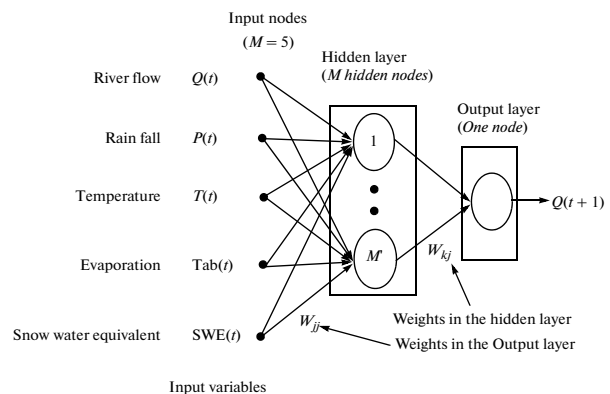 Input nodes
(M = 5)
Hidden layer
(M hidden nodes)
Output layer
(One node)
River flow Q(t)
Rain fall P(t)
Temperature T(t)
Evaporation Tab(t)
Snow water equivalent SWE(t)
1
M'
Q(t + 1)
W_kj
W_jj
Weights in the hidden layer
Weights in the Output layer
Input variables